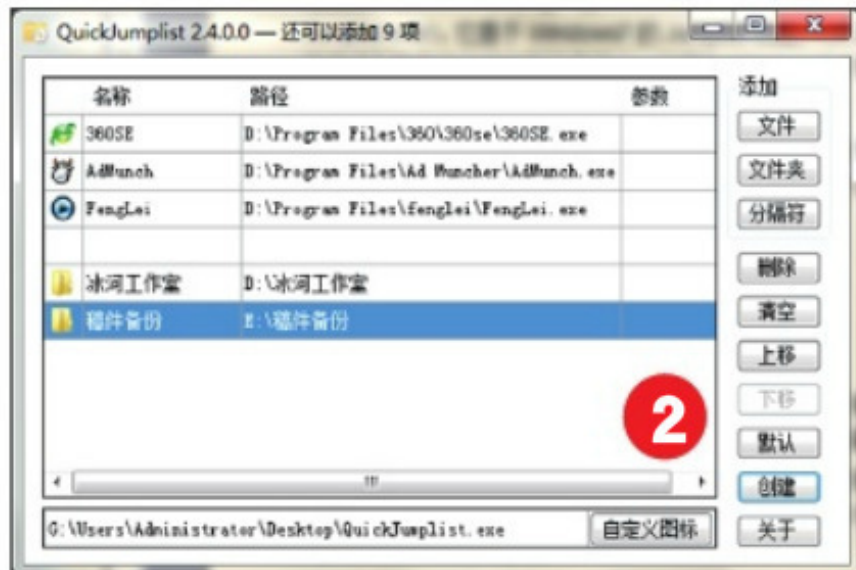 QuickJumplist 2.4.0.0 — 还可以添加 9 项
名称 路径 参数
360SE D:\Program Files\360\360se\360SE.exe
AdMunch D:\Program Files\Ad Muncher\AdMunch.exe
FengLei D:\Program Files\fenglei\FengLei.exe
冰河工作室 D:\冰河工作室
稿件备份 E:\稿件备份
2
G:\Users\Administrator\Desktop\QuickJumplist.exe 自定义图标
添加
文件
文件夹
分隔符
删除
清空
上移
下移
默认
创建
关于